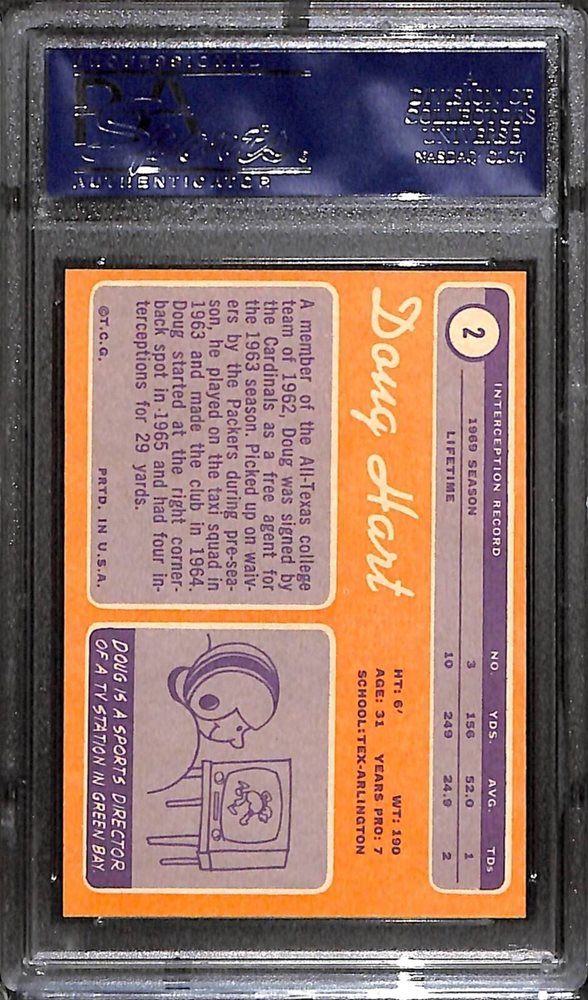 PROFESSIONAL
PSA
AUTHENTICATOR
A
DIVISION OF
COLLECTORS
UNIVERSE
NASDAQ: CLCT
2
INTERCEPTION RECORD NO. YDS. AVG. TDs
1969 SEASON 3 156 52.0 1
LIFETIME 10 249 24.9 2
Doug Hart
HT: 6' WT: 190
AGE: 31 YEARS PRO: 7
SCHOOL: TEX-ARLINGTON
A member of the All-Texas college
team of 1962, Doug was signed by
the Cardinals as a free agent for
the 1963 season. Picked up on waiv-
ers by the Packers during pre-sea-
son, he played on the taxi squad in
1963 and made the club in 1964.
Doug started at the right corner-
back spot in 1965 and had four in-
terceptions for 29 yards.
©T.C.G. PRTD. IN U.S.A.
DOUG IS A SPORTS DIRECTOR
OF A TV STATION IN GREEN BAY.